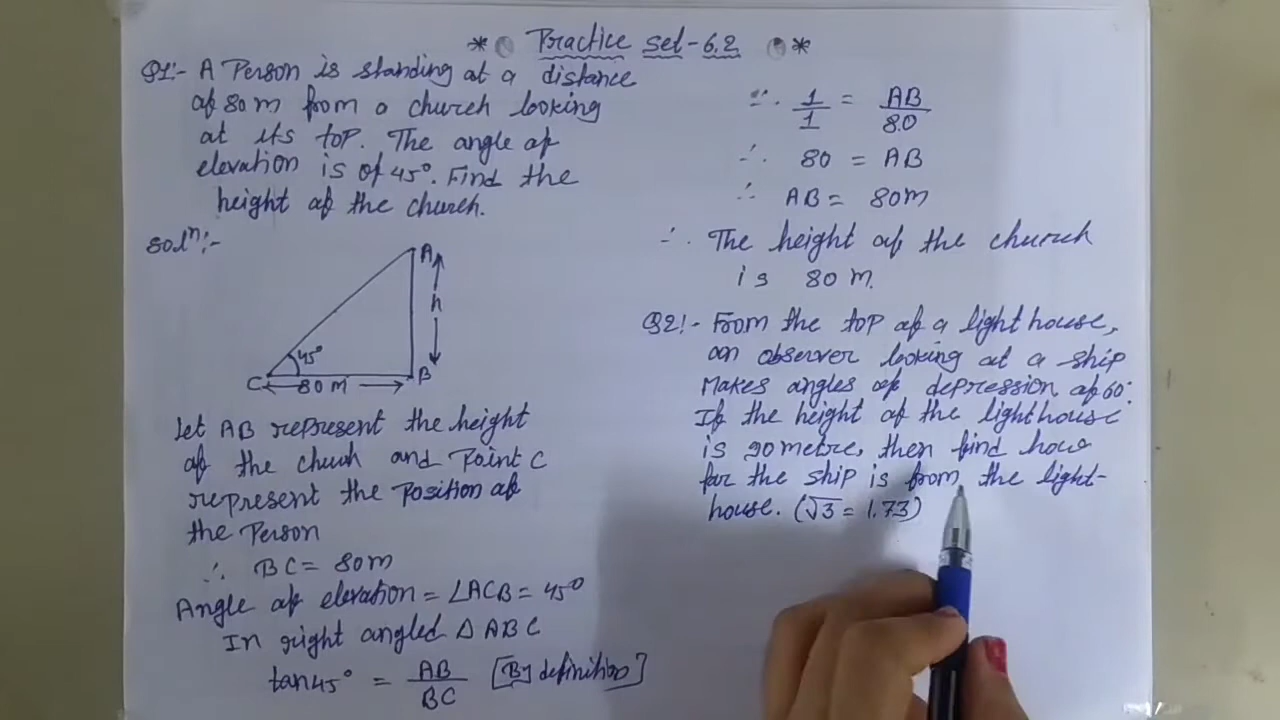 * Practice set-6.2 *
Q1:- A Person is standing at a distance
of 80 m from a church looking
at its top. The angle of
elevation is of 45°. Find the
height of the church.
Solⁿ:-
A
h
45°
C 80 m B
Let AB represent the height
of the chuch and Point C
represent the Position of
the Person
∴ BC = 80m
Angle of elevation = ∠ACB = 45°
In right angled Δ ABC
tan45° = AB/BC [By definition]
∴ 1/1 = AB/80
∴ 80 = AB
∴ AB = 80m
∴ The height of the church
is 80 m.
Q2:- From the top of a light house,
an observer looking at a ship
Makes angles of depression of 60°.
If the height of the lighthouse
is 90 metre, then find how
far the ship is from the light-
house. (√3 = 1.73)